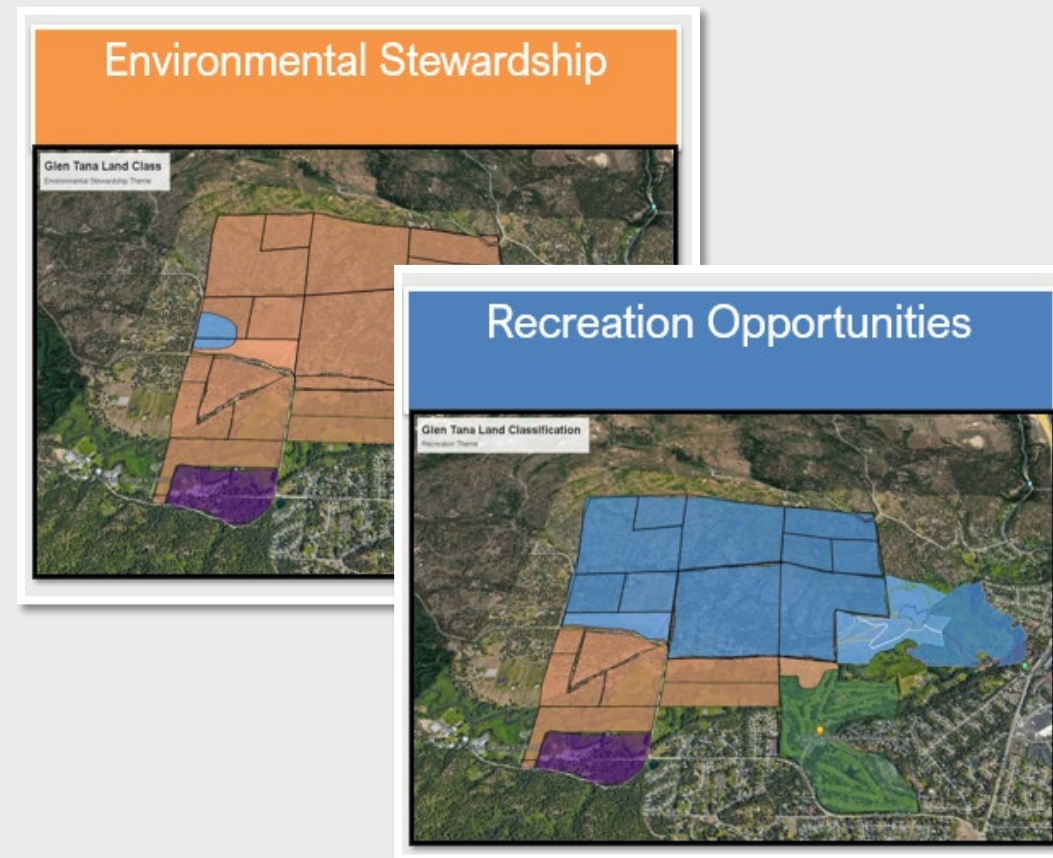 Environmental Stewardship
Glen Tana Land Class
Environmental Stewardship Theme
Recreation Opportunities
Glen Tana Land Classification
Recreation Theme